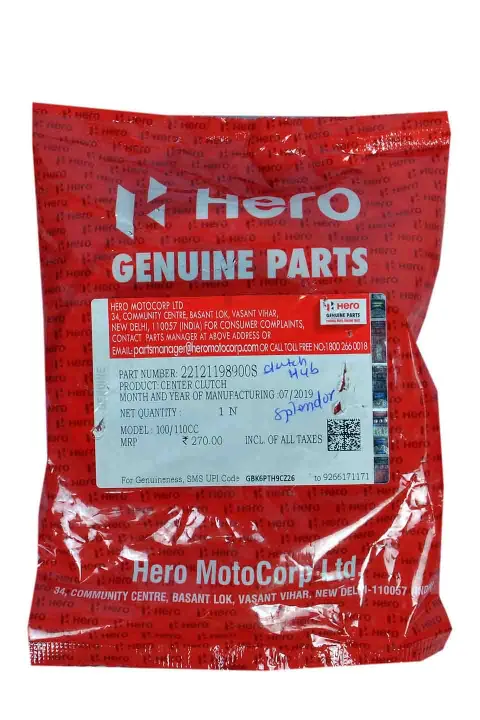 Hero
GENUINE PARTS
HERO MOTOCORP LTD
34, COMMUNITY CENTRE, BASANT LOK, VASANT VIHAR,
NEW DELHI, 110057 (INDIA) FOR CONSUMER COMPLAINTS,
CONTACT PARTS MANAGER AT ABOVE ADDRESS OR
EMAIL:partsmanager@heromotocorp.com OR CALL TOLL FREE NO:1800 266 0018
Hero
GENUINE PARTS
PART NUMBER: 22121198900S clutch Hub
PRODUCT: CENTER CLUTCH
MONTH AND YEAR OF MANUFACTURING :07/2019
NET QUANTITY : 1 N splendor
MODEL: 100/110CC
MRP ₹ 270.00 INCL. OF ALL TAXES
For Genuineness, SMS UPI Code GBK6PTH9CZ26 to 9266171171
Hero MotoCorp Ltd
34, COMMUNITY CENTRE, BASANT LOK, VASANT VIHAR, NEW DELHI-110057 (INDIA)